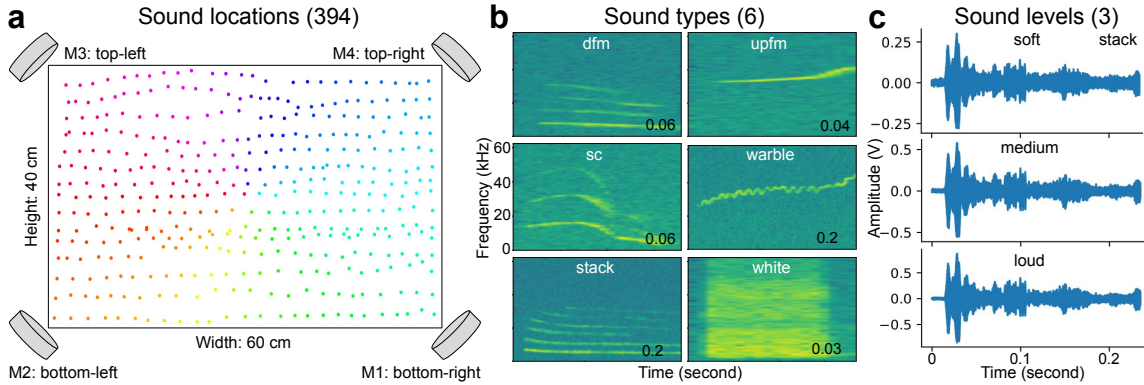 a
Sound locations (394)
M3: top-left
M4: top-right
Height: 40 cm
Width: 60 cm
M2: bottom-left
M1: bottom-right
b
Sound types (6)
dfm
0.06
upfm
0.04
Frequency (kHz)
60
40
20
0
sc
0.06
warble
0.2
stack
0.2
white
0.03
Time (second)
c
Sound levels (3)
Amplitude (V)
soft
stack
0.25
0.00
−0.25
medium
0.5
0.0
−0.5
loud
0.5
0.0
−0.5
0
0.1
0.2
Time (second)